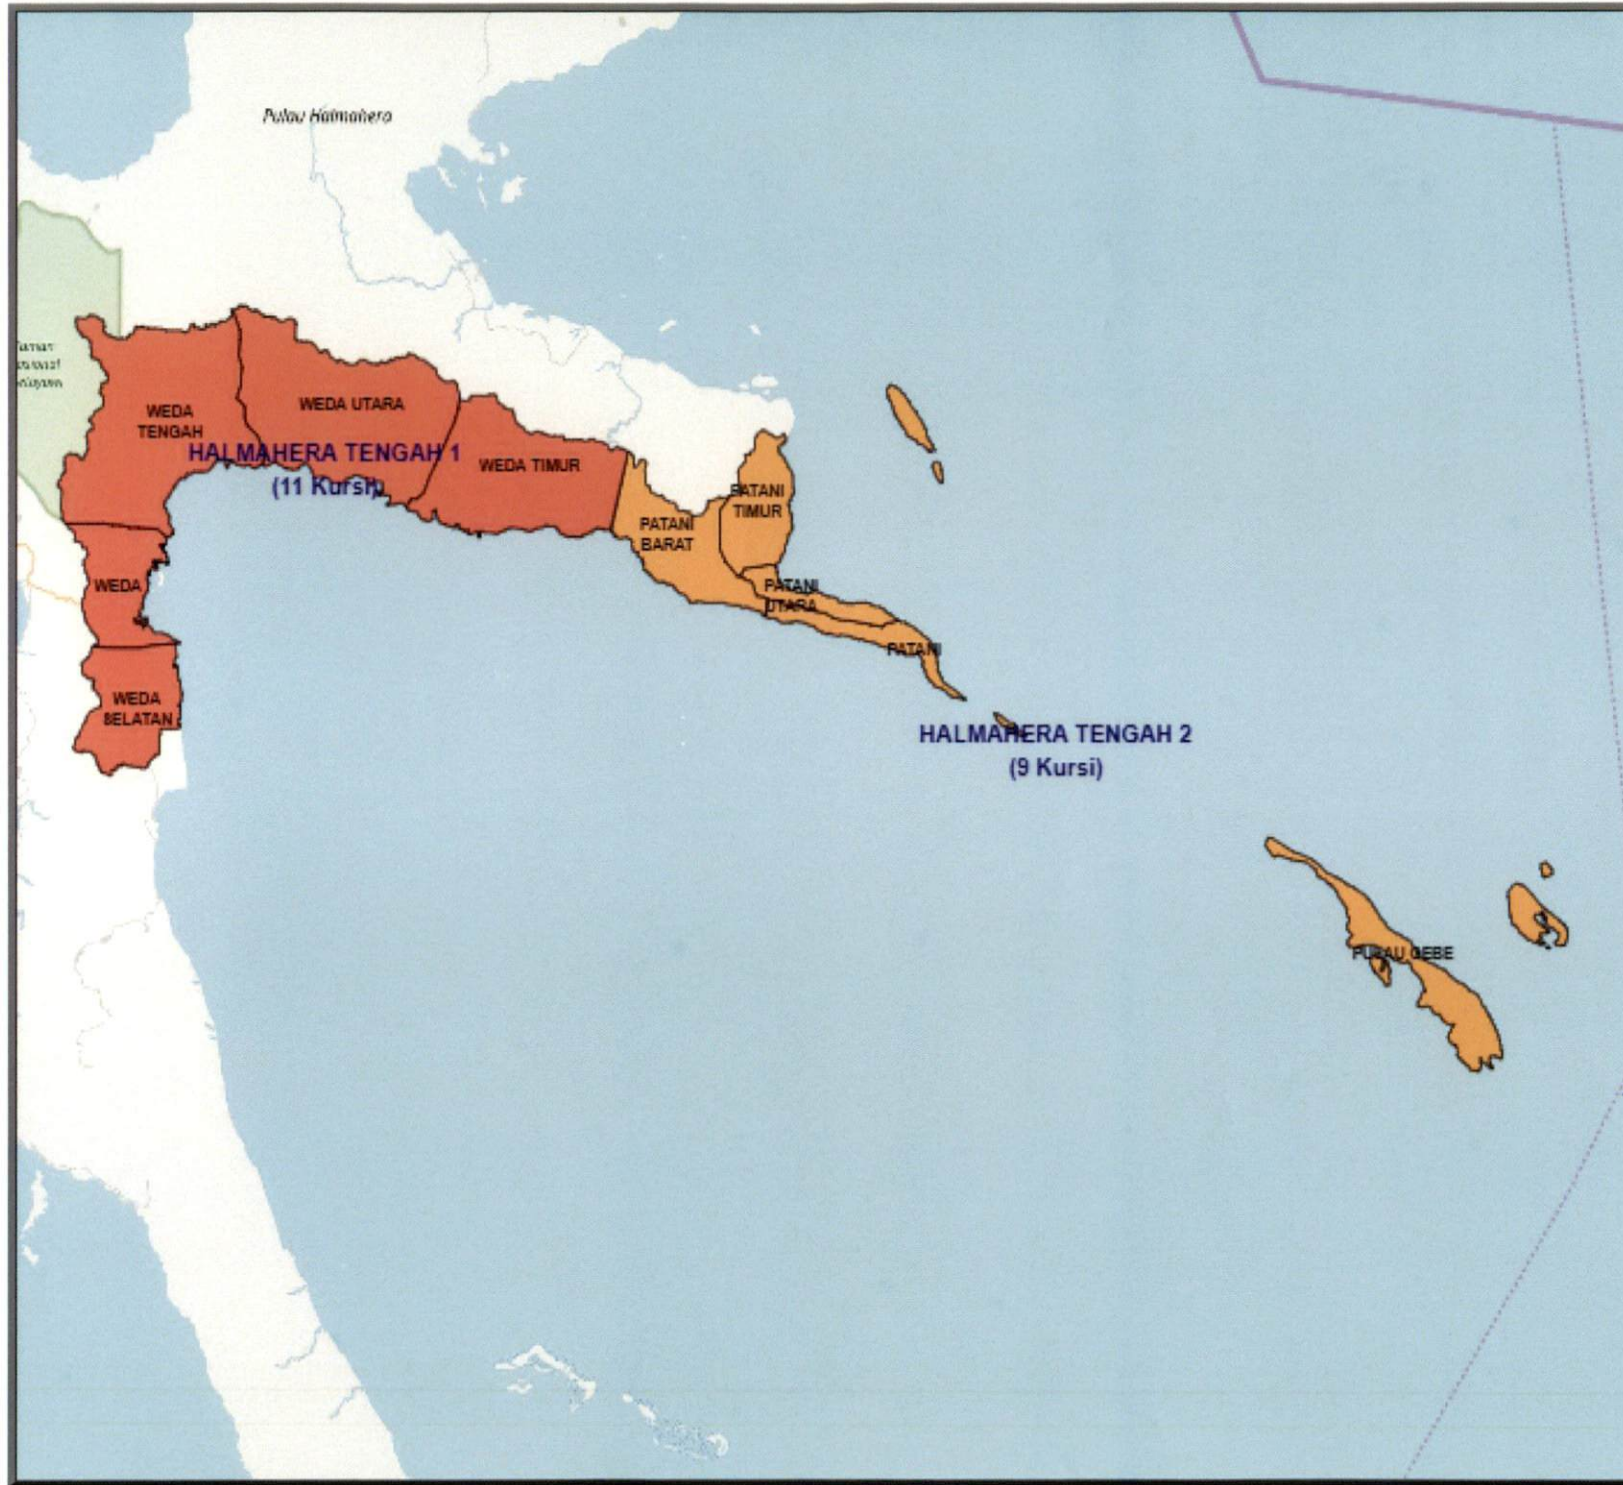 Pulau Halmahera
WEDA
TENGAH
WEDA UTARA
HALMAHERA TENGAH 1
(11 Kursi)
WEDA TIMUR
PATANI
TIMUR
PATANI
BARAT
WEDA
PATANI
UTARA
PATANI
WEDA
SELATAN
HALMAHERA TENGAH 2
(9 Kursi)
PULAU GEBE